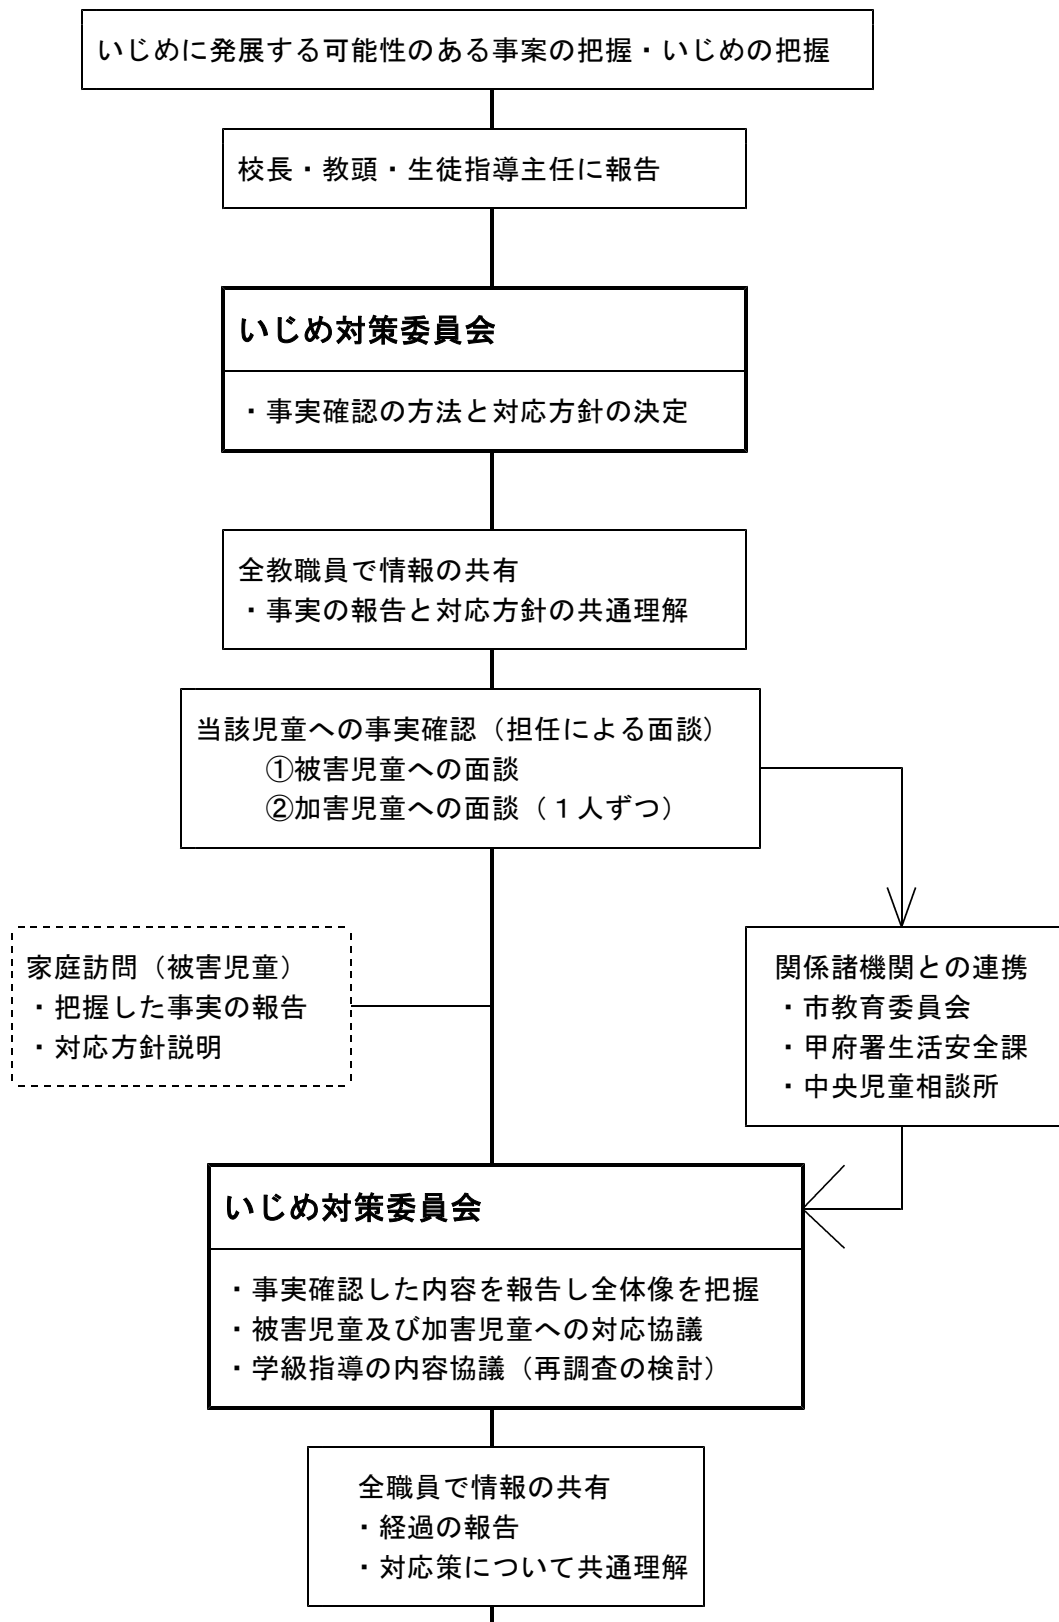 いじめに発展する可能性のある事案の把握・いじめの把握
校長・教頭・生徒指導主任に報告
いじめ対策委員会
・事実確認の方法と対応方針の決定
全教職員で情報の共有
・事実の報告と対応方針の共通理解
当該児童への事実確認（担任による面談）
①被害児童への面談
②加害児童への面談（１人ずつ）
家庭訪問（被害児童）
・把握した事実の報告
・対応方針説明
関係諸機関との連携
・市教育委員会
・甲府署生活安全課
・中央児童相談所
いじめ対策委員会
・事実確認した内容を報告し全体像を把握
・被害児童及び加害児童への対応協議
・学級指導の内容協議（再調査の検討）
全職員で情報の共有
・経過の報告
・対応策について共通理解